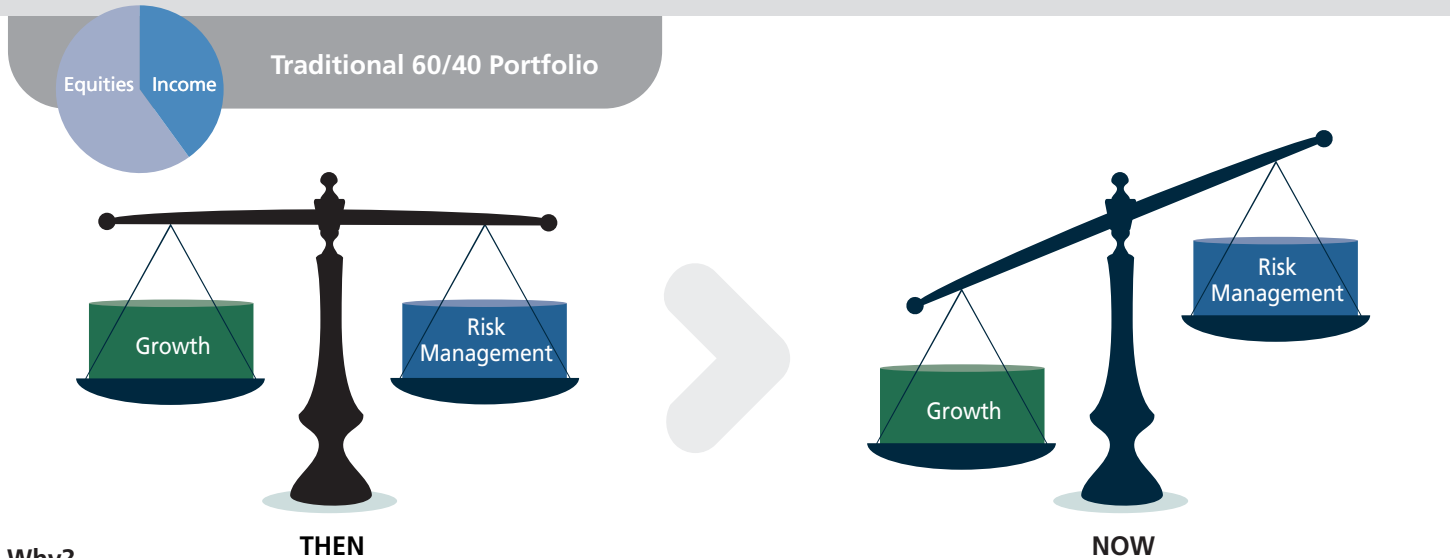 Traditional 60/40 Portfolio
Equities
Income
Growth
Risk
Management
Risk
Management
Growth
THEN
NOW
Why?